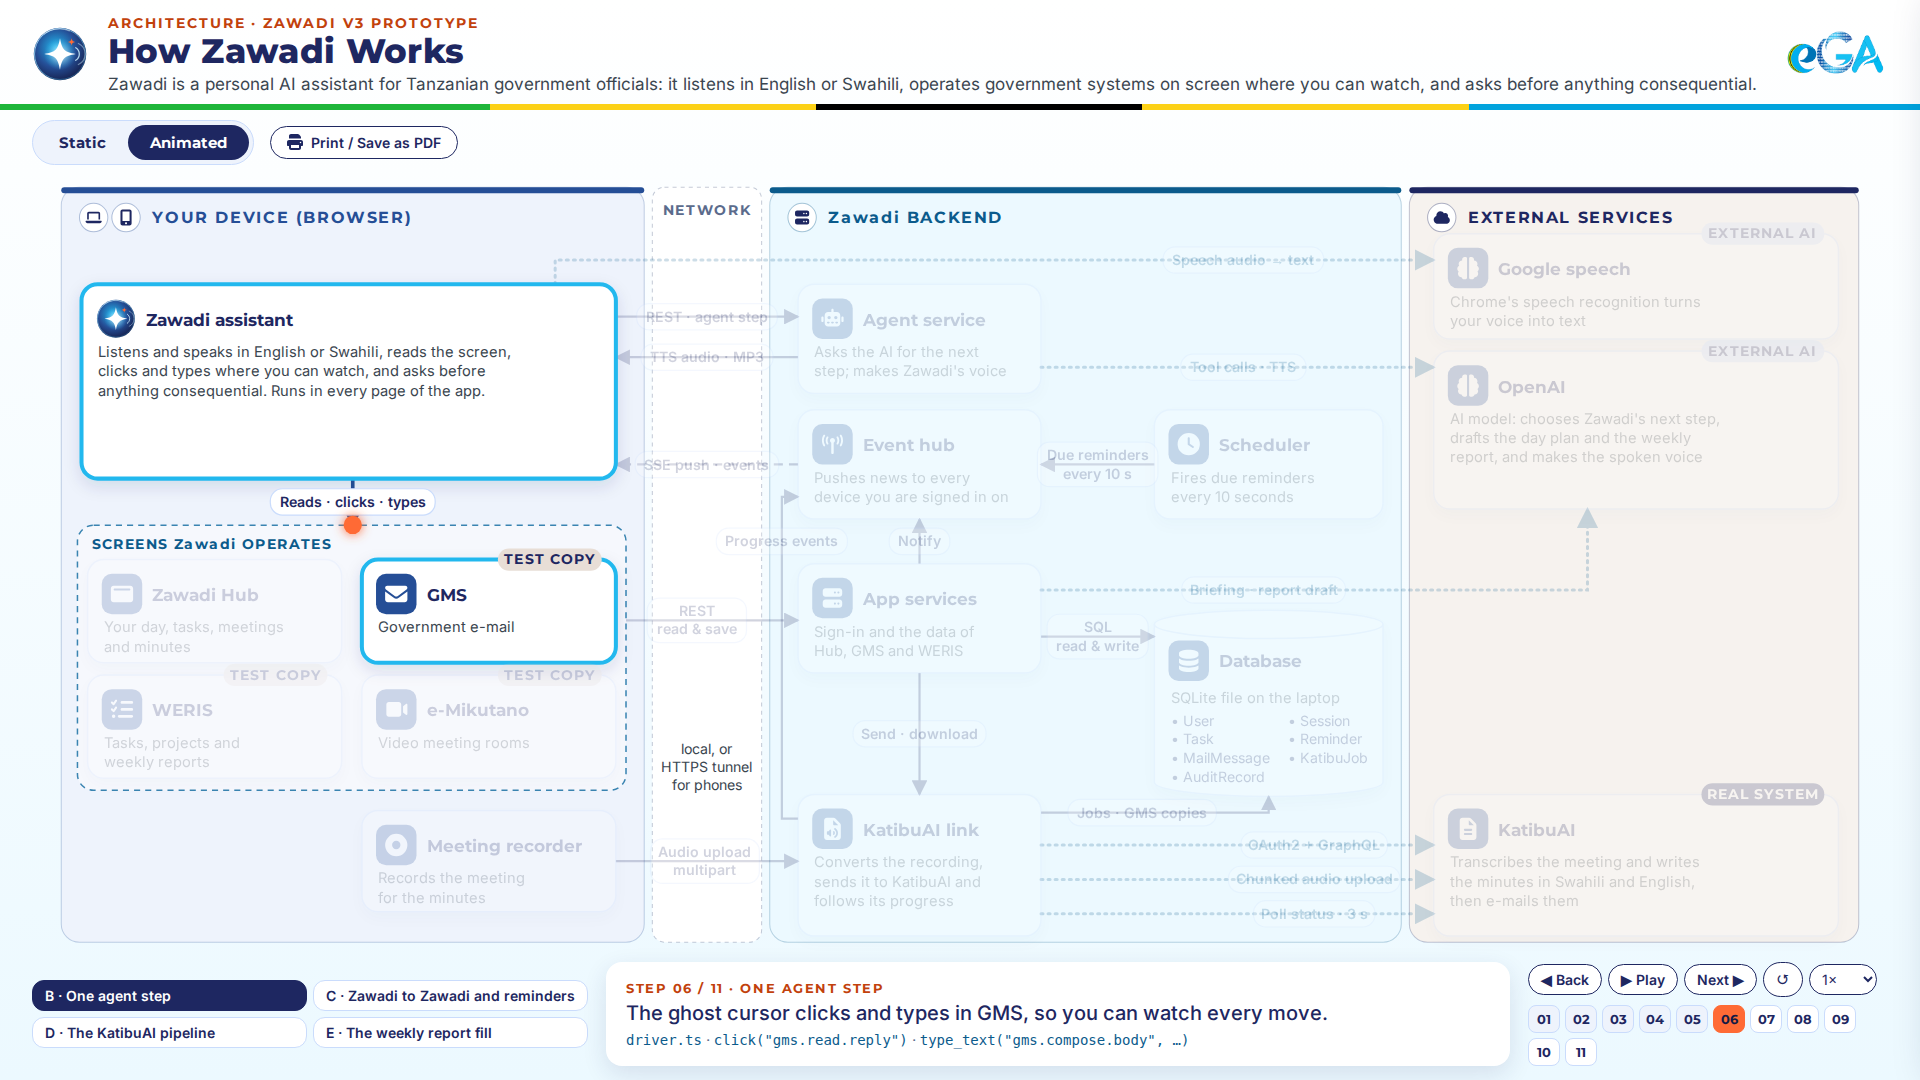 ARCHITECTURE · ZAWADI V3 PROTOTYPE
How Zawadi Works
Zawadi is a personal AI assistant for Tanzanian government officials: it listens in English or Swahili, operates government systems on screen where you can watch, and asks before anything consequential.
eGA
Static
Animated
Print / Save as PDF
YOUR DEVICE (BROWSER)
Zawadi assistant
Listens and speaks in English or Swahili, reads the screen,
clicks and types where you can watch, and asks before
anything consequential. Runs in every page of the app.
Reads · clicks · types
SCREENS Zawadi OPERATES
Zawadi Hub
Your day, tasks, meetings
and minutes
TEST COPY
GMS
Government e-mail
TEST COPY
WERIS
Tasks, projects and
weekly reports
TEST COPY
e-Mikutano
Video meeting rooms
Meeting recorder
Records the meeting
for the minutes
NETWORK
REST · agent step
TTS audio · MP3
SSE push · events
REST
read & save
local, or
HTTPS tunnel
for phones
Audio upload
multipart
Zawadi BACKEND
Speech audio → text
Agent service
Asks the AI for the next
step; makes Zawadi's voice
Tool calls · TTS
Event hub
Pushes news to every
device you are signed in on
Due reminders
every 10 s
Scheduler
Fires due reminders
every 10 seconds
Progress events
Notify
App services
Sign-in and the data of
Hub, GMS and WERIS
Briefing · report draft
SQL
read & write
Database
SQLite file on the laptop
• User
• Task
• MailMessage
• AuditRecord
• Session
• Reminder
• KatibuJob
Send · download
KatibuAI link
Converts the recording,
sends it to KatibuAI and
follows its progress
Jobs · GMS copies
OAuth2 + GraphQL
Chunked audio upload
Poll status · 3 s
EXTERNAL SERVICES
EXTERNAL AI
Google speech
Chrome's speech recognition turns
your voice into text
EXTERNAL AI
OpenAI
AI model: chooses Zawadi's next step,
drafts the day plan and the weekly
report, and makes the spoken voice
REAL SYSTEM
KatibuAI
Transcribes the meeting and writes
the minutes in Swahili and English,
then e-mails them
B · One agent step
C · Zawadi to Zawadi and reminders
D · The KatibuAI pipeline
E · The weekly report fill
STEP 06 / 11 · ONE AGENT STEP
The ghost cursor clicks and types in GMS, so you can watch every move.
driver.ts · click("gms.read.reply") · type_text("gms.compose.body", …)
◀ Back
▶ Play
Next ▶
↺
1×
01 02 03 04 05 06 07 08 09
10 11